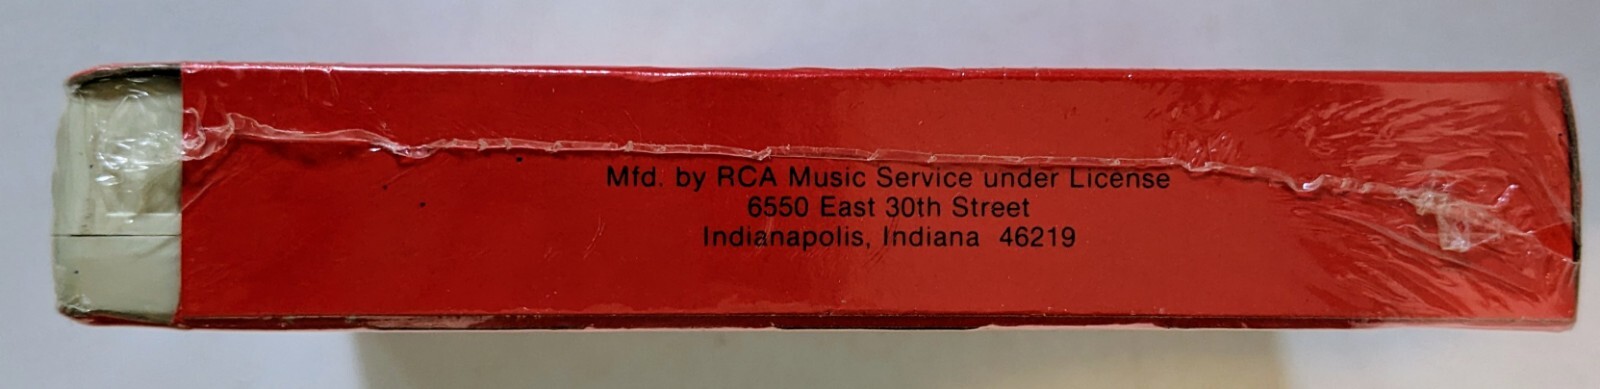 Mfd. by RCA Music Service under License
6550 East 30th Street
Indianapolis, Indiana 46219